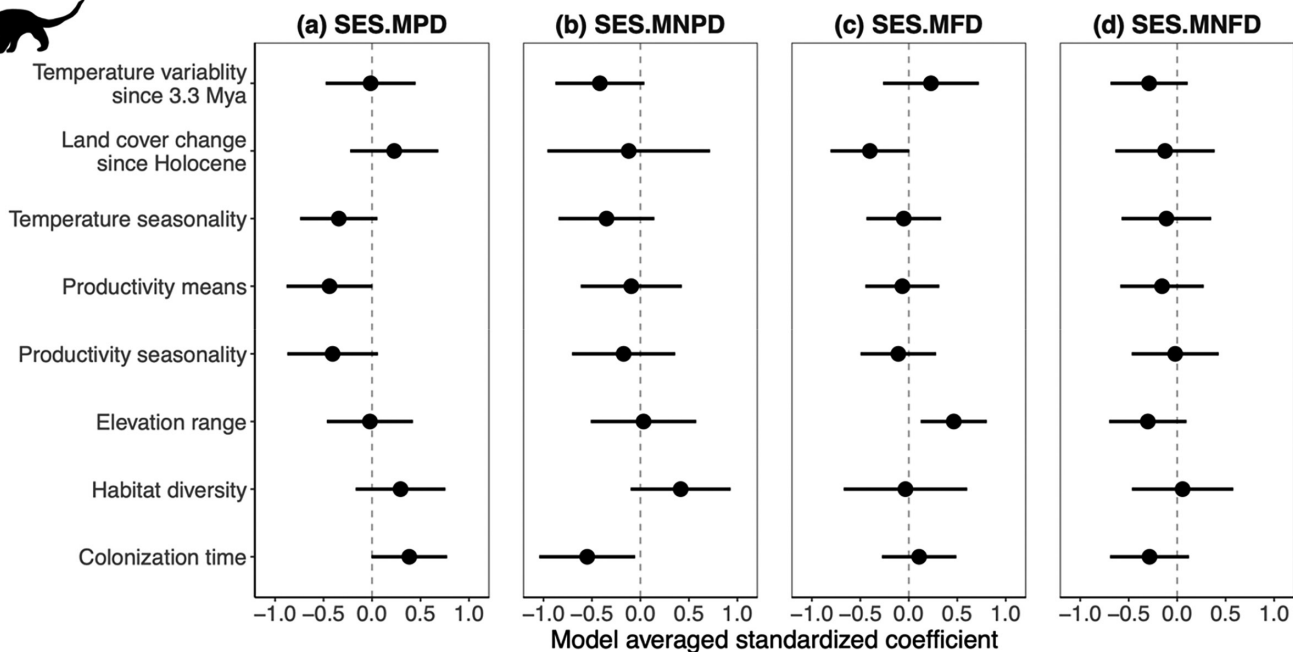 (a) SES.MPD (b) SES.MNPD (c) SES.MFD (d) SES.MNFD
Temperature variablity
since 3.3 Mya
Land cover change
since Holocene
Temperature seasonality
Productivity means
Productivity seasonality
Elevation range
Habitat diversity
Colonization time
−1.0 −0.5 0.0 0.5 1.0 −1.0 −0.5 0.0 0.5 1.0 −1.0 −0.5 0.0 0.5 1.0 −1.0 −0.5 0.0 0.5 1.0
Model averaged standardized coefficient